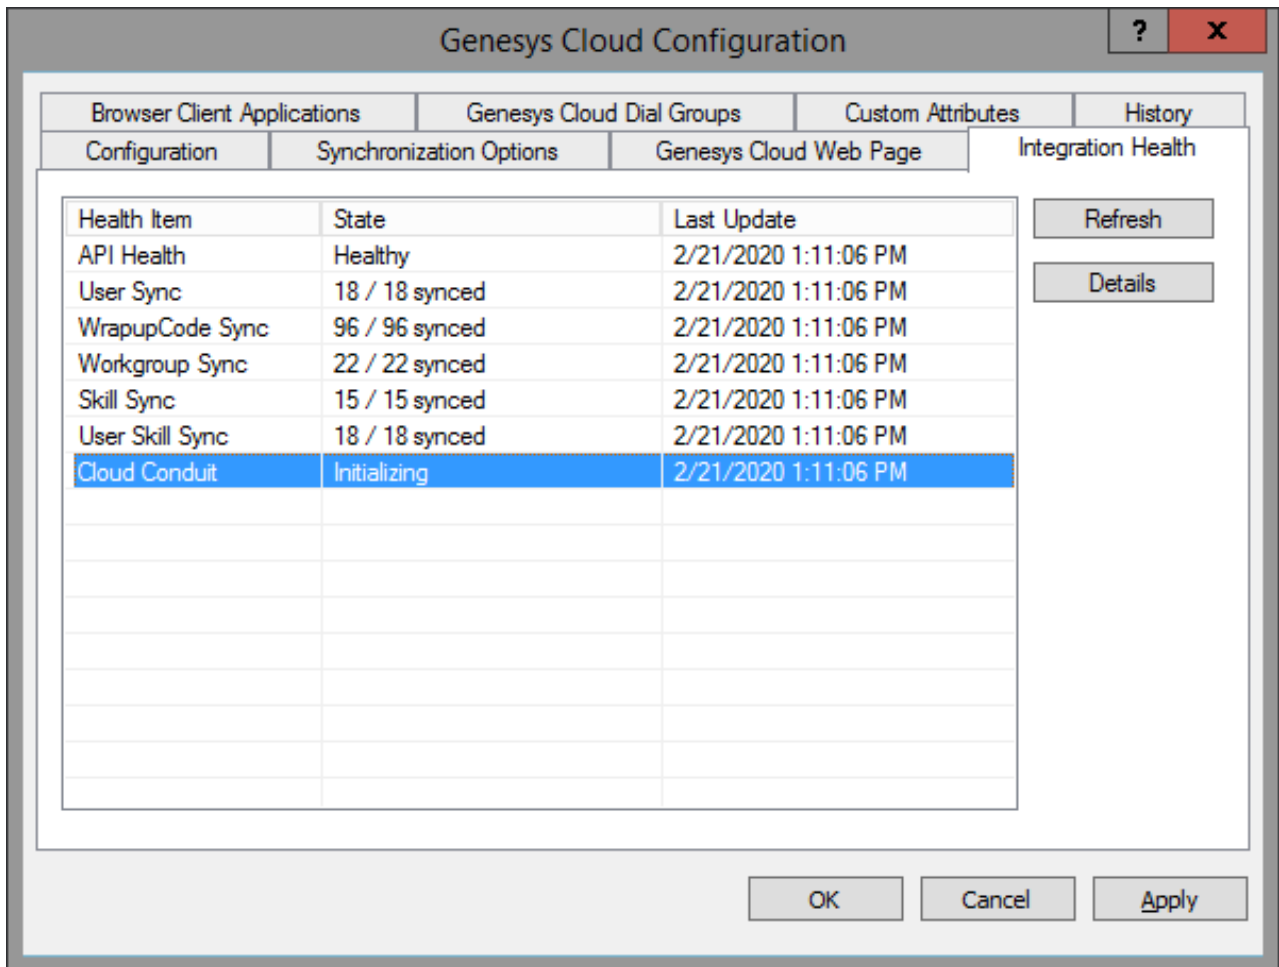 Genesys Cloud Configuration
? x
Browser Client Applications Genesys Cloud Dial Groups Custom Attributes History
Configuration Synchronization Options Genesys Cloud Web Page Integration Health
Health Item State Last Update Refresh
API Health Healthy 2/21/2020 1:11:06 PM
User Sync 18 / 18 synced 2/21/2020 1:11:06 PM Details
WrapupCode Sync 96 / 96 synced 2/21/2020 1:11:06 PM
Workgroup Sync 22 / 22 synced 2/21/2020 1:11:06 PM
Skill Sync 15 / 15 synced 2/21/2020 1:11:06 PM
User Skill Sync 18 / 18 synced 2/21/2020 1:11:06 PM
Cloud Conduit Initializing 2/21/2020 1:11:06 PM
OK Cancel Apply